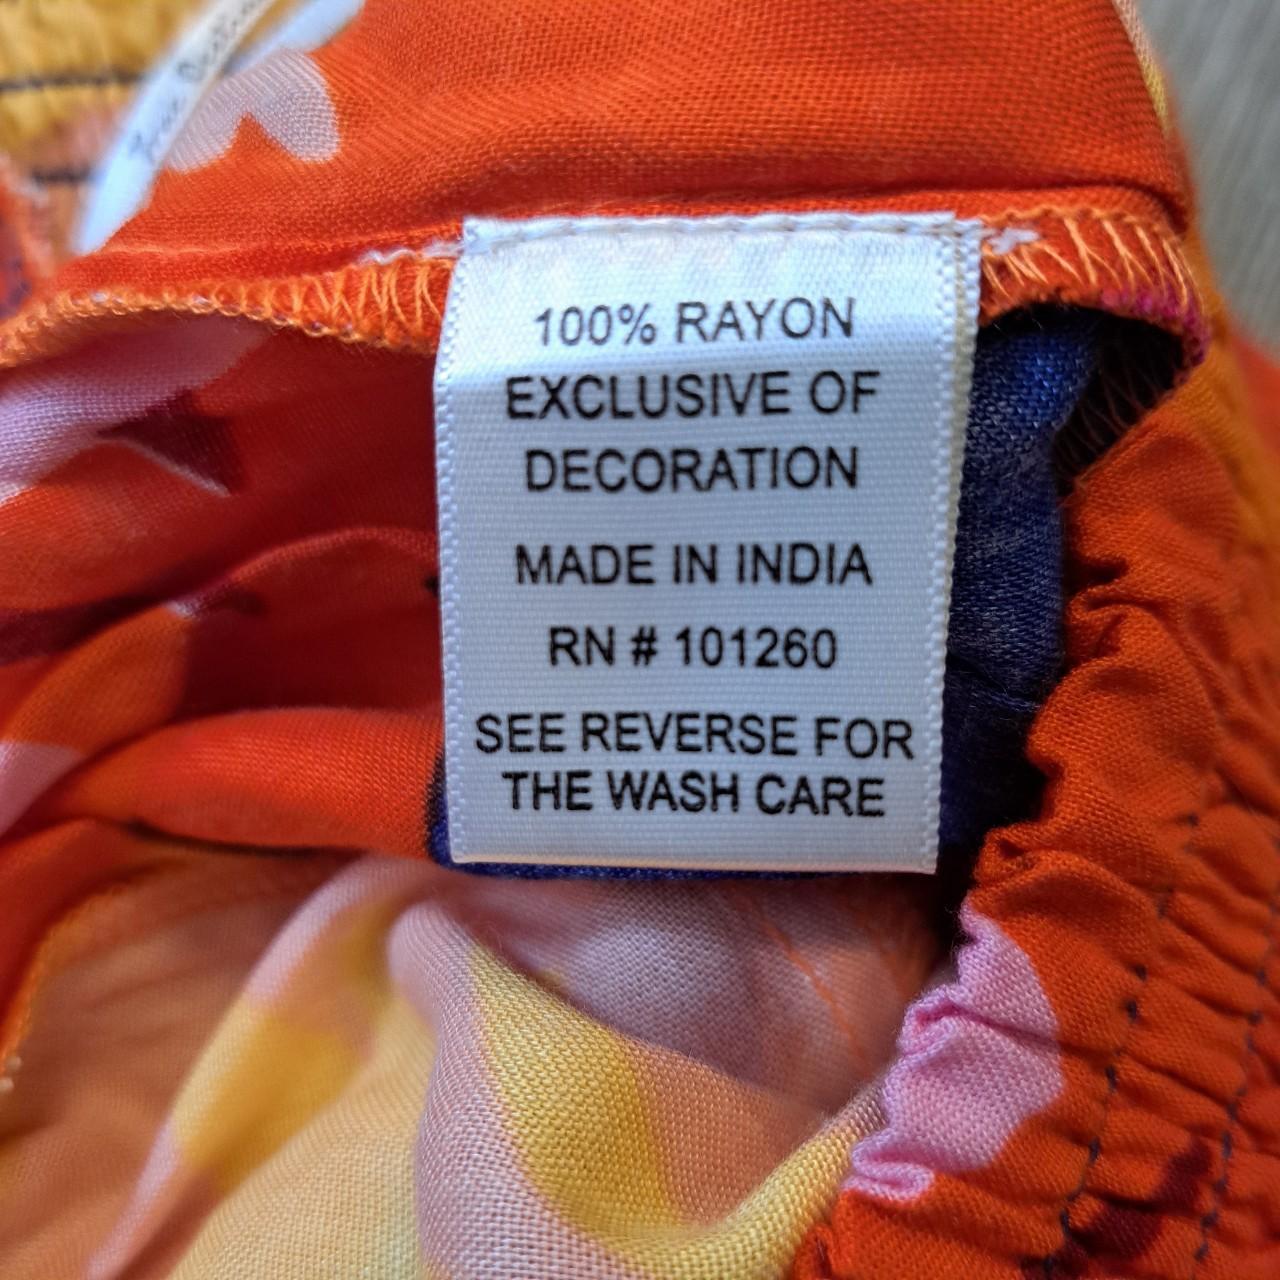 100% RAYON
EXCLUSIVE OF
DECORATION
MADE IN INDIA
RN # 101260
SEE REVERSE FOR
THE WASH CARE